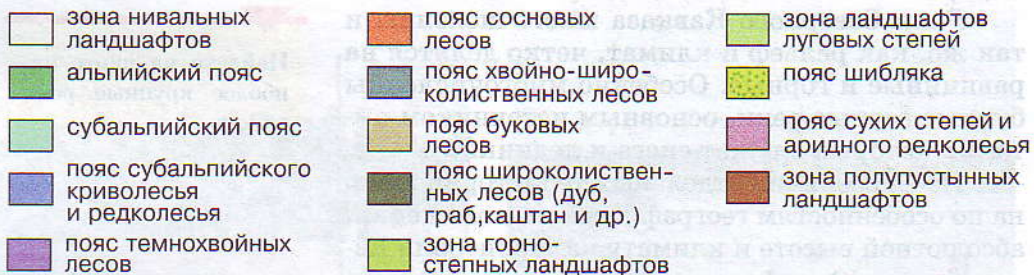 зона нивальных
ландшафтов
альпийский пояс
субальпийский пояс
пояс субальпийского
криволесья
и редколесья
пояс темнохвойных
лесов
пояс сосновых
лесов
пояс хвойно-широ-
колиственных лесов
пояс буковых
лесов
пояс широколиствен-
ных лесов (дуб,
граб,каштан и др.)
зона горно-
степных ландшафтов
зона ландшафтов
луговых степей
пояс шибляка
пояс сухих степей и
аридного редколесья
зона полупустынных
ландшафтов